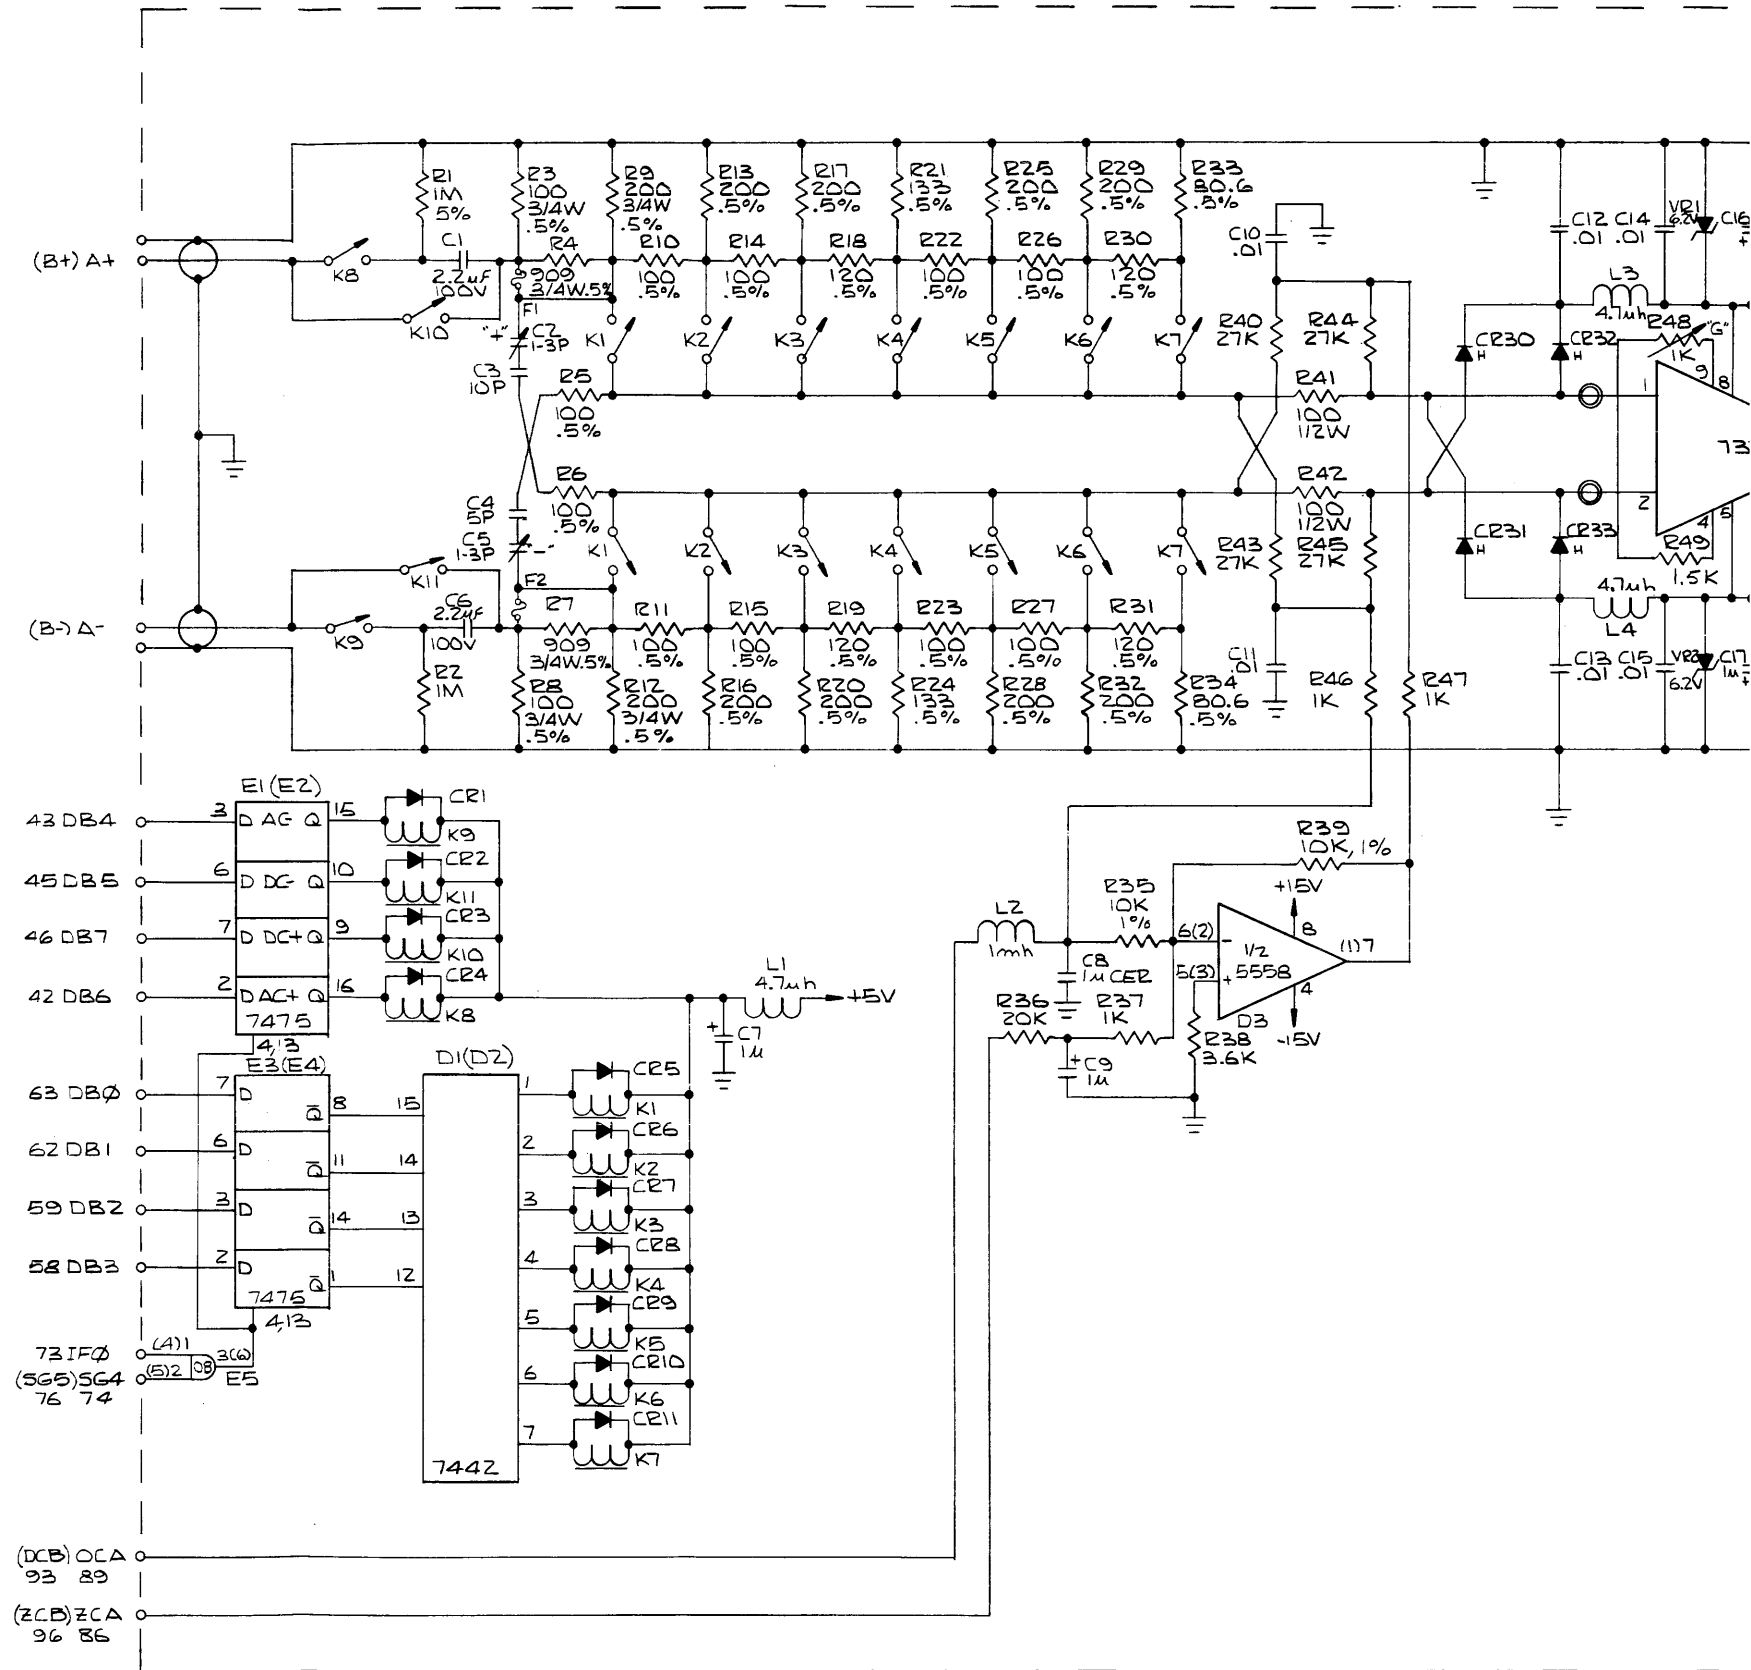 R1
1M
5%
R3
100
3/4W
.5%
R9
200
3/4W
.5%
R13
200
.5%
R17
200
.5%
R21
133
.5%
R25
200
.5%
R29
200
.5%
R33
80.6
.5%
(B+) A+
K8
C1
2.2uF
100V
K10
R4
909
3/4W.5%
F1
R10
100
.5%
R14
100
.5%
R18
120
.5%
R22
100
.5%
R26
100
.5%
R30
120
.5%
C10
.01
C12
.01
C14
.01
VR1
6.2V
C16
+
L3
4.7uh
"+"
C2
1-3P
C3
10P
K1
K2
K3
K4
K5
K6
K7
R40
27K
R44
27K
CR30
H
CR32
H
R48
"G"
1K
9
8
R5
100
.5%
R41
100
1/2W
1
73
R6
100
.5%
R42
100
1/2W
2
C4
5P
C5
1-3P
"-"
F2
K1
K2
K3
K4
K5
K6
K7
R43
27K
R45
27K
CR31
H
CR33
H
4
5
R49
1.5K
4.7uh
L4
K11
C6
2.2uF
100V
(B-) A-
K9
R2
1M
R7
909
3/4W.5%
R11
100
.5%
R15
100
.5%
R19
120
.5%
R23
100
.5%
R27
100
.5%
R31
120
.5%
C11
.01
R8
100
3/4W
.5%
R12
200
3/4W
.5%
R16
200
.5%
R20
200
.5%
R24
133
.5%
R28
200
.5%
R32
200
.5%
R34
80.6
.5%
R46
1K
R47
1K
C13
.01
C15
.01
6.2V
C17
1u
+
E1(E2)
43 DB4
3
D AC- Q
15
CR1
K9
45 DB5
6
D DC- Q
10
CR2
K11
46 DB7
7
D DC+ Q
9
CR3
K10
42 DB6
2
D AC+ Q
16
CR4
K8
7475
4,13
L1
4.7uh
+5V
+
C7
1u
R39
10K, 1%
R35
10K
1%
L2
1mh
C8
1u CER
6(2)
-
5(3)
+
1/2
5558
+15V
8
(1)7
4
-15V
D3
R36
20K
R37
1K
R38
3.6K
+
C9
1u
E3(E4)
D1(D2)
63 DBØ
7
D
Q
8
15
1
CR5
K1
62 DB1
6
D
Q
11
14
2
CR6
K2
59 DB2
3
D
Q
14
13
3
CR7
K3
58 DB3
2
D
Q
1
12
4
CR8
K4
7475
4,13
5
CR9
K5
6
CR10
K6
7
CR11
K7
7442
73 IFØ
(4)1
(SG5)SG4
(5)2
08
3(6)
E5
76 74
(DCB) OCA
93 89
(ZCB) ZCA
96 86